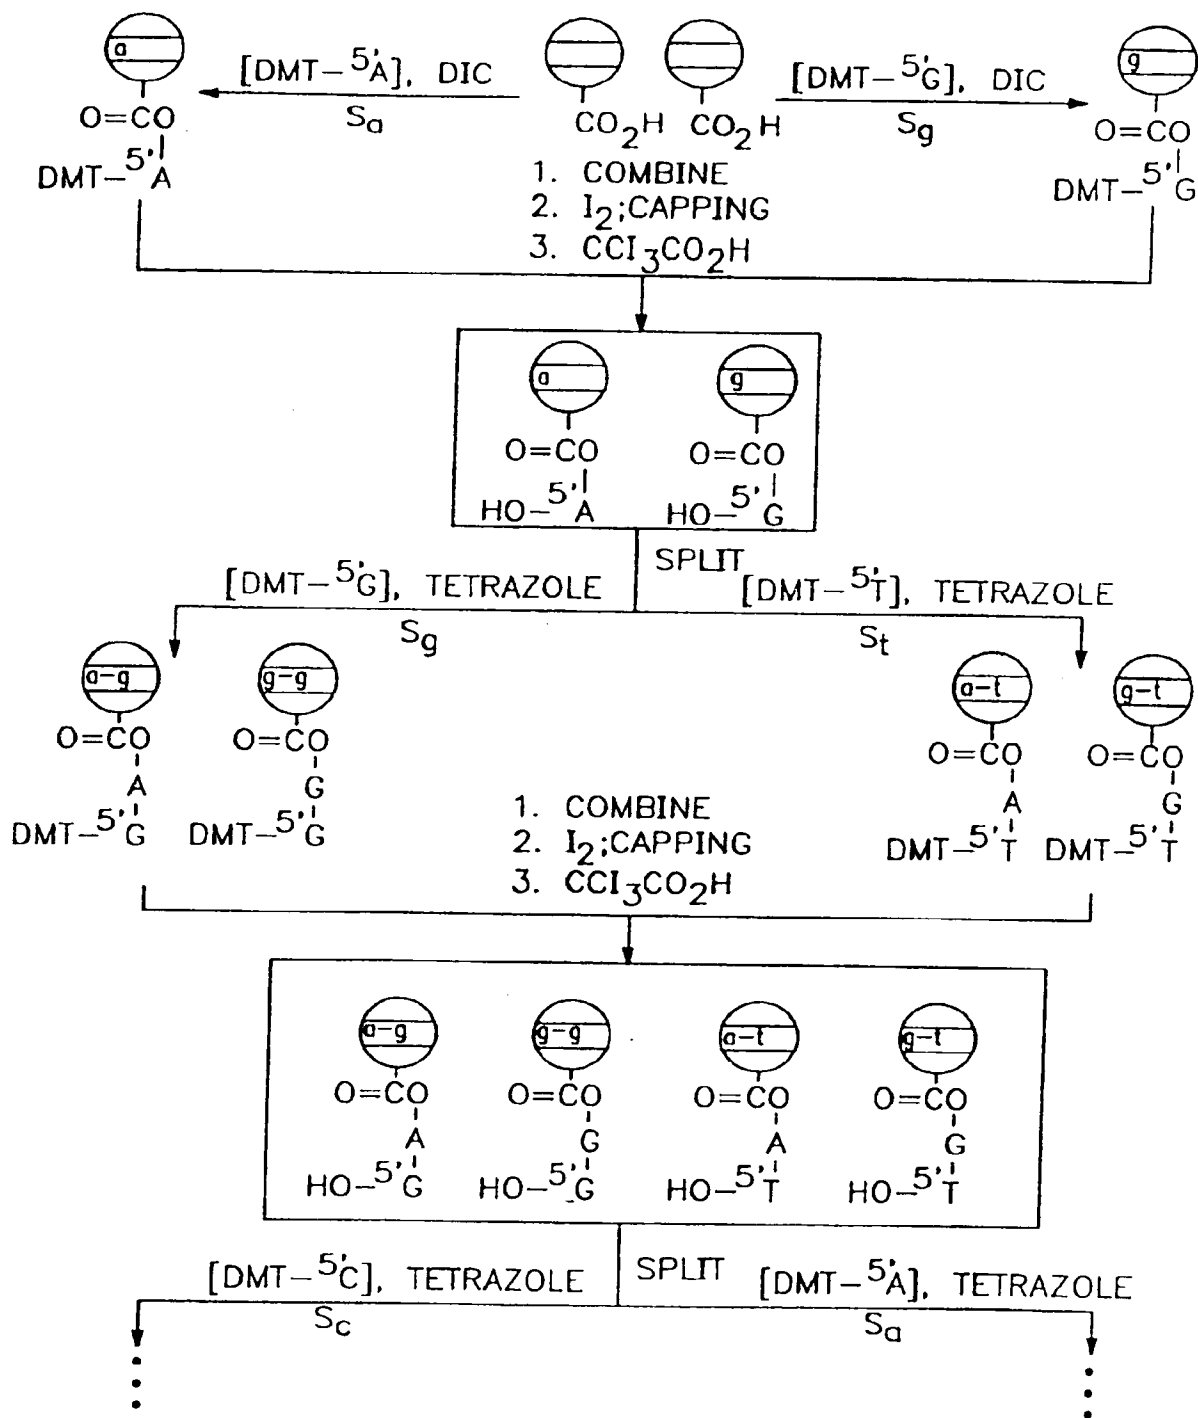 a
[DMT-5'A], DIC
Sa
CO2H CO2H
[DMT-5'G], DIC
Sg
g
O=CO
DMT-5'A
O=CO
DMT-5'G
1. COMBINE
2. I2;CAPPING
3. CCl3CO2H
a
g
O=CO
O=CO
HO-5'A
HO-5'G
SPLIT
[DMT-5'G], TETRAZOLE
Sg
[DMT-5'T], TETRAZOLE
St
a-g
g-g
a-t
g-t
O=CO
O=CO
O=CO
O=CO
A
G
A
G
DMT-5'G
DMT-5'G
DMT-5'T
DMT-5'T
1. COMBINE
2. I2;CAPPING
3. CCl3CO2H
a-g
g-g
a-t
g-t
O=CO
O=CO
O=CO
O=CO
A
G
A
G
HO-5'G
HO-5'G
HO-5'T
HO-5'T
SPLIT
[DMT-5'C], TETRAZOLE
Sc
[DMT-5'A], TETRAZOLE
Sa